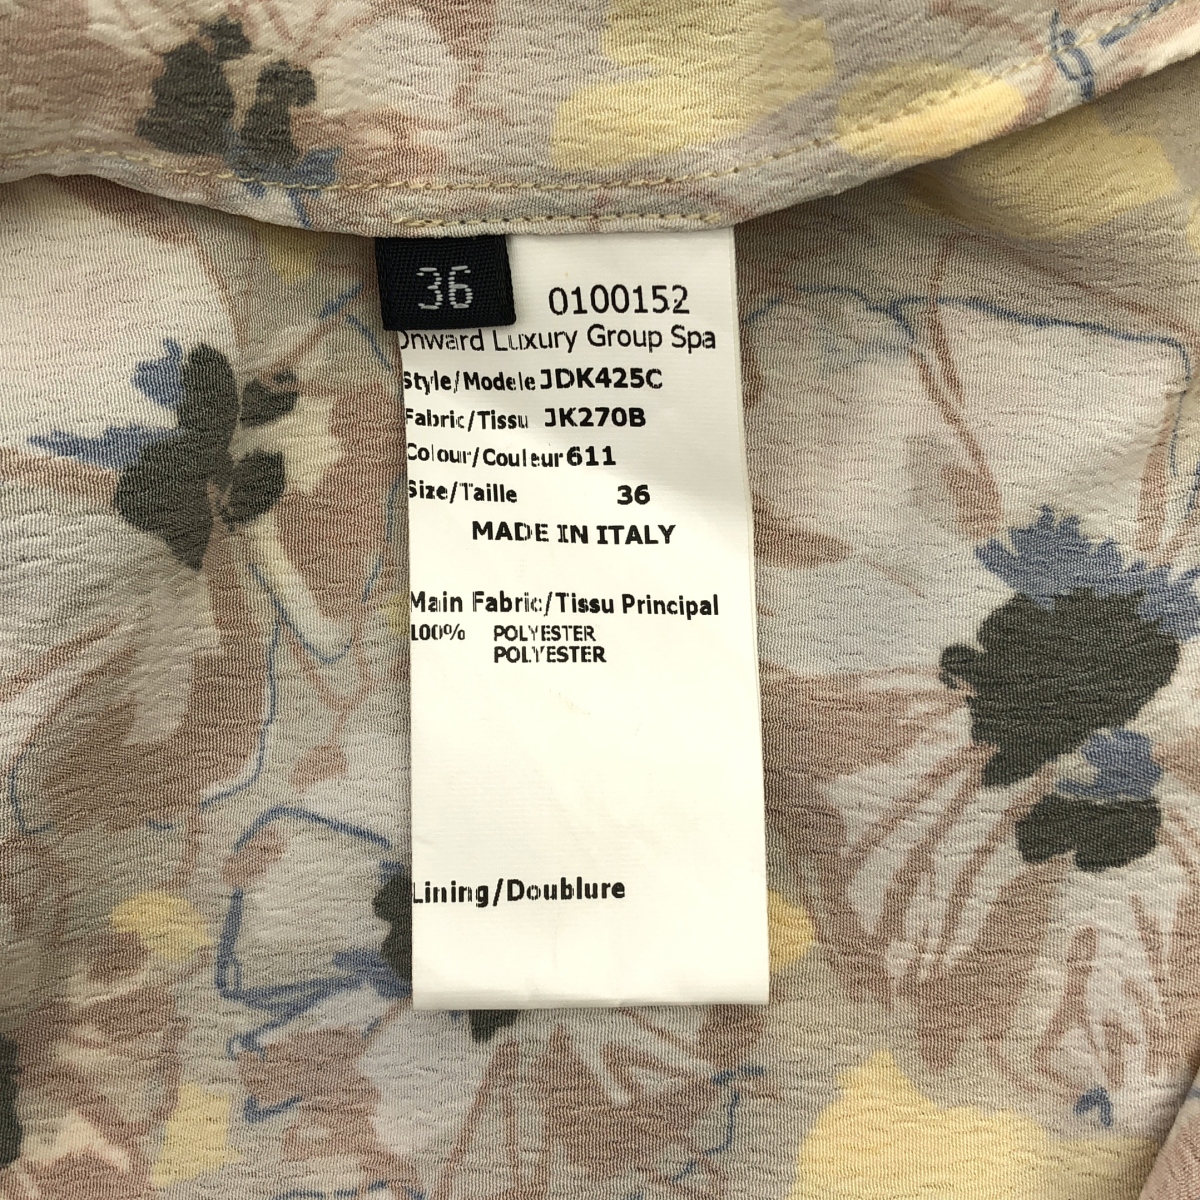 36
0100152
Onward Luxury Group Spa
Style/Modele JDK425C
Fabric/Tissu JK270B
Colour/Couleur 611
Size/Taille 36
MADE IN ITALY
Main Fabric/Tissu Principal
100% POLYESTER
POLYESTER
Lining/Doublure